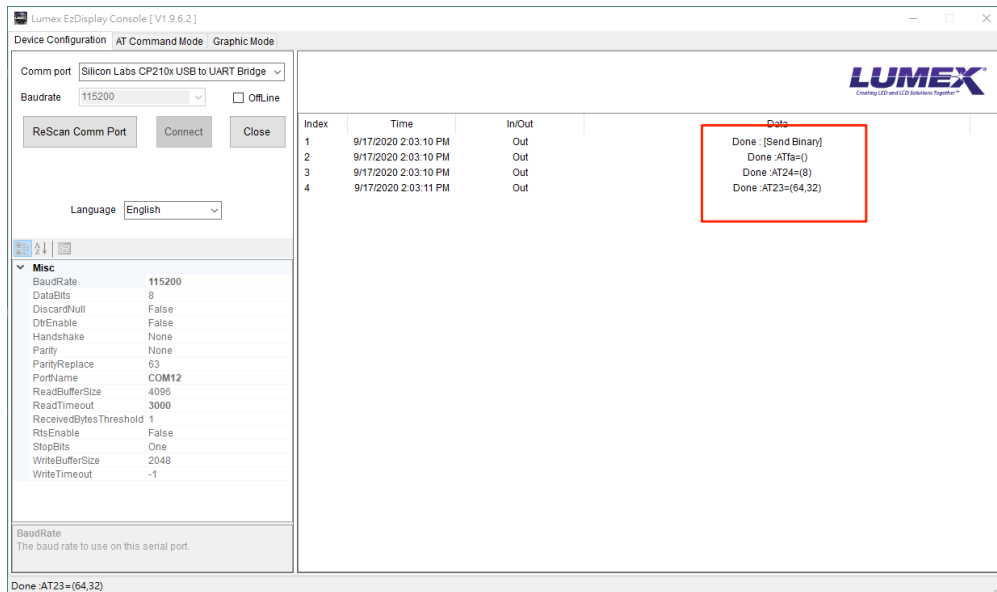 Lumex EzDisplay Console [ V1.9.6.2 ]
Device Configuration AT Command Mode Graphic Mode
Comm port Silicon Labs CP210x USB to UART Bridge
Baudrate 115200 OffLine
ReScan Comm Port Connect Close
Language English
LUMEX
Creating LED and LCD Solutions Together™
Index Time In/Out Data
1 9/17/2020 2:03:10 PM Out Done : [Send Binary]
2 9/17/2020 2:03:10 PM Out Done :ATfa=()
3 9/17/2020 2:03:10 PM Out Done :AT24=(8)
4 9/17/2020 2:03:11 PM Out Done :AT23=(64,32)
Misc
BaudRate 115200
DataBits 8
DiscardNull False
DtrEnable False
Handshake None
Parity None
ParityReplace 63
PortName COM12
ReadBufferSize 4096
ReadTimeout 3000
ReceivedBytesThreshold 1
RtsEnable False
StopBits One
WriteBufferSize 2048
WriteTimeout -1
BaudRate
The baud rate to use on this serial port.
Done :AT23=(64,32)